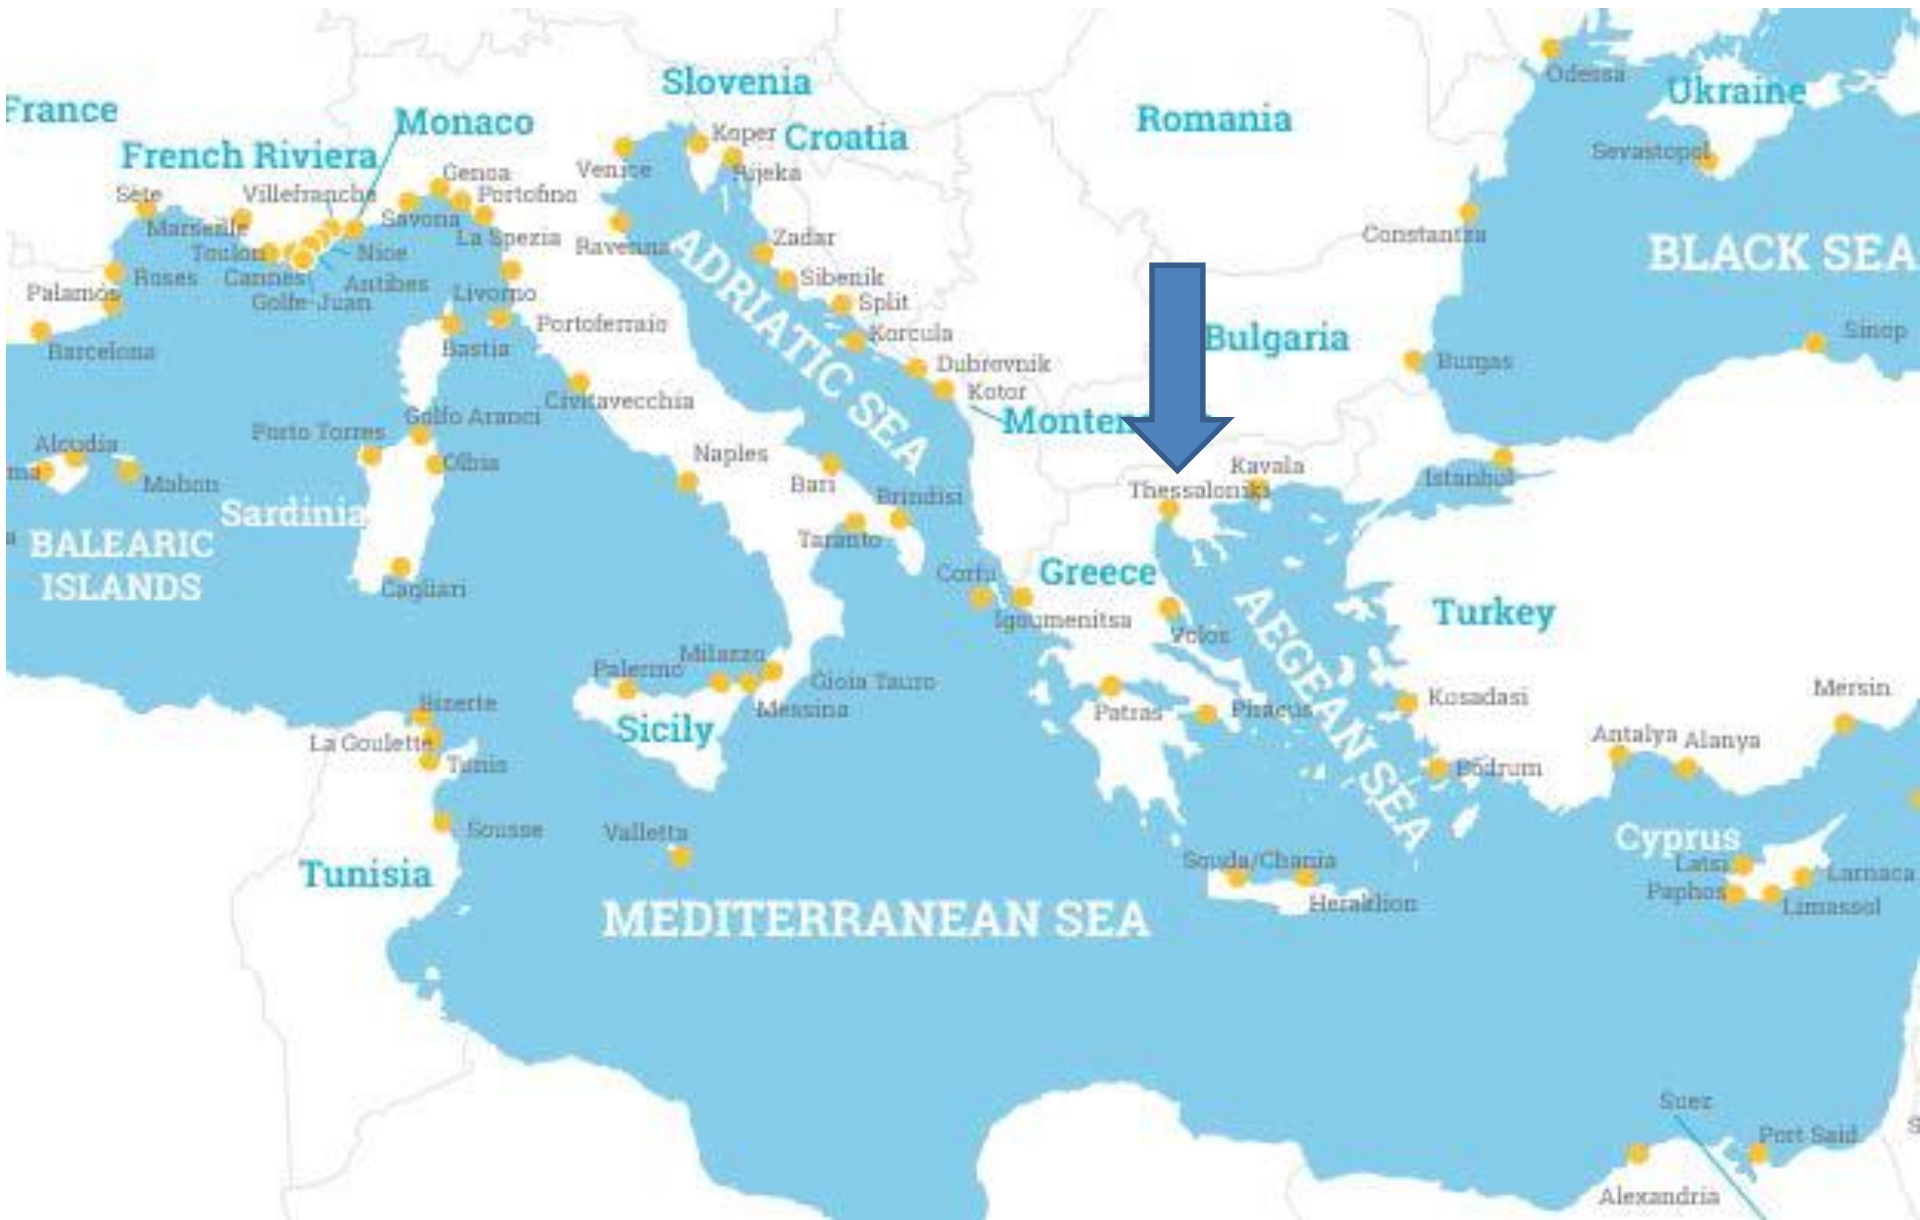 Odessa
Slovenia
Ukraine
France
Monaco
Romania
Koper
Croatia
French Riviera
Sevastopol
Venice
Rijeka
Genoa
Sete
Villefranche
Portofino
Savona
Marseille
Constantza
La Spezia
Ravenna
Zadar
Toulon
Nice
BLACK SEA
Roses
Cannes
Antibes
Sibenik
Palamós
Golfe-Juan
Livorno
Split
ADRIATIC SEA
Portoferraio
Korcula
Bulgaria
Sinop
Barcelona
Bastia
Dubrovnik
Burgas
Kotor
Civitavecchia
Golfo Aranci
Monten
Porto Torres
Alcudia
Naples
Olbia
Kavala
ma
Mahon
Bari
Istanbul
Thessaloniki
Brindisi
Sardinia
Taranto
a
BALEARIC
ISLANDS
Corfu
Greece
Cagliari
Turkey
Igoumenitsa
Volos
AEGEAN SEA
Milazzo
Palermo
Gioia Tauro
Mersin
Kosadasi
Bizerte
Messina
Patras
Piraeus
Sicily
La Goulette
Antalya
Alanya
Tunis
Bodrum
Sousse
Valletta
Cyprus
Souda/Chania
Latsi
Larnaca
Tunisia
Paphos
Limassol
Heraklion
MEDITERRANEAN SEA
Suez
Port Said
S
Alexandria